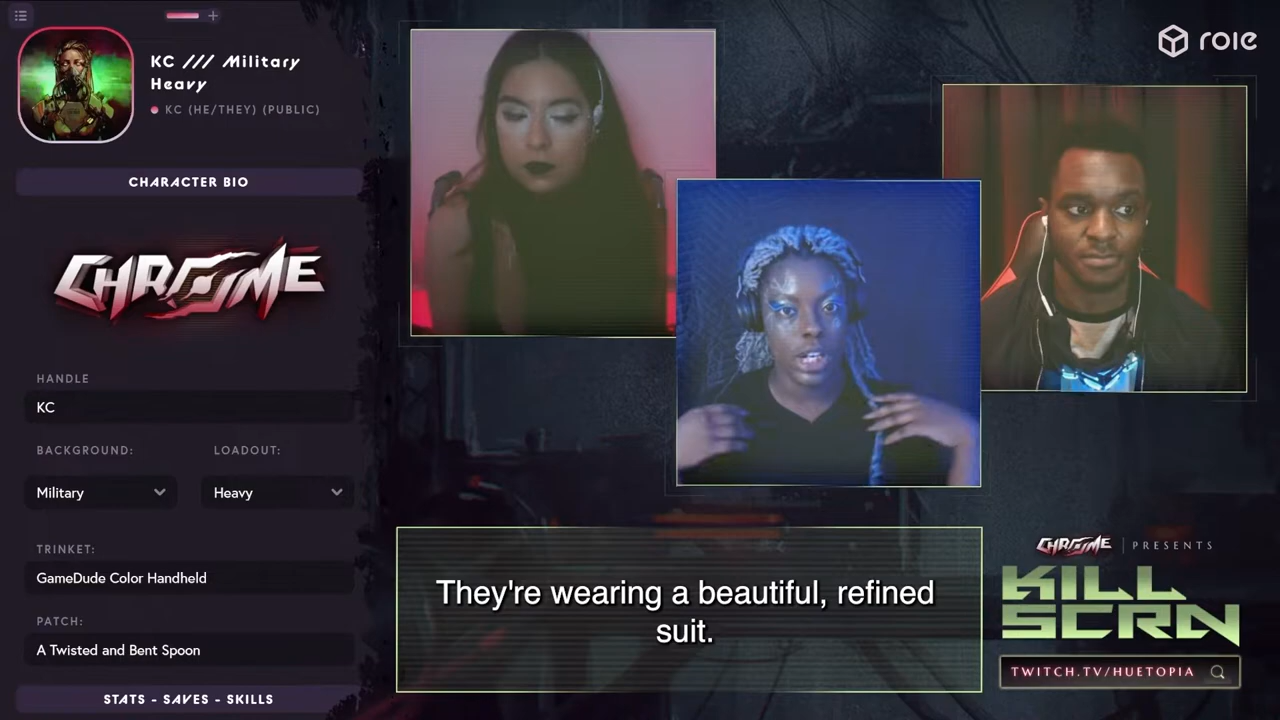 KC /// Military
Heavy
KC (HE/THEY) (PUBLIC)
CHARACTER BIO
CHROME
HANDLE
KC
BACKGROUND:
LOADOUT:
Military
Heavy
TRINKET:
GameDude Color Handheld
PATCH:
A Twisted and Bent Spoon
STATS - SAVES - SKILLS
role
They're wearing a beautiful, refined
suit.
CHROME | PRESENTS
KILL
SCRN
TWITCH.TV/HUETOPIA